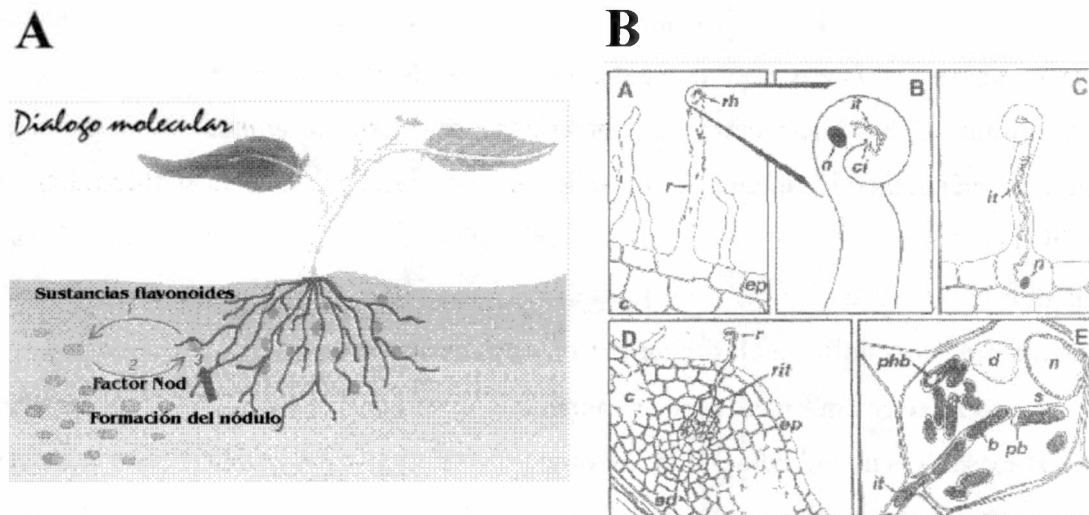 A
Dialogo molecular
Sustancias flavonoides
1
2
3
Factor Nod
Formación del nódulo
B
A
rh
r
c
ep
B
it
n
ci
C
it
n
D
r
rit
c
ep
E
phb
d
n
s
b
pb
it